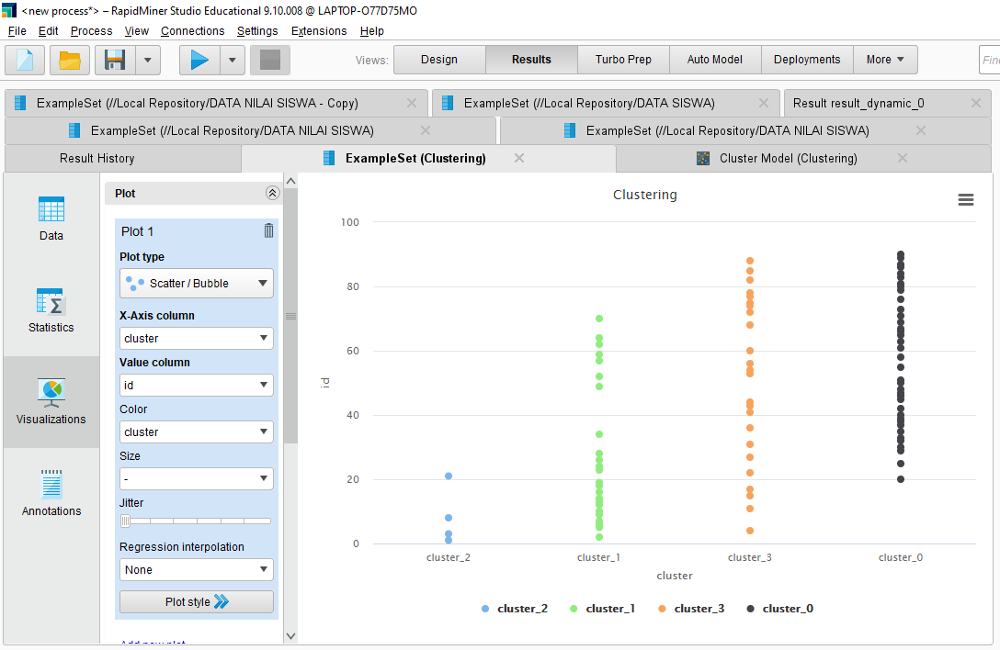 <new process*> – RapidMiner Studio Educational 9.10.008 @ LAPTOP-O77D75MO
File Edit Process View Connections Settings Extensions Help
Views: Design Results Turbo Prep Auto Model Deployments More Find
ExampleSet (///Local Repository/DATA NILAI SISWA - Copy) ExampleSet (///Local Repository/DATA NILAI SISWA) Result result_dynamic_0
ExampleSet (///Local Repository/DATA NILAI SISWA) ExampleSet (///Local Repository/DATA NILAI SISWA)
Result History ExampleSet (Clustering) Cluster Model (Clustering)
Data
Statistics
Visualizations
Annotations
Plot
Plot 1
Plot type
Scatter / Bubble
X-Axis column
cluster
Value column
id
Color
cluster
Size
-
Jitter
Regression interpolation
None
Plot style
Add new plot
Clustering
100
80
60
40
20
0
id
cluster_2 cluster_1 cluster_3 cluster_0
cluster
cluster_2 cluster_1 cluster_3 cluster_0